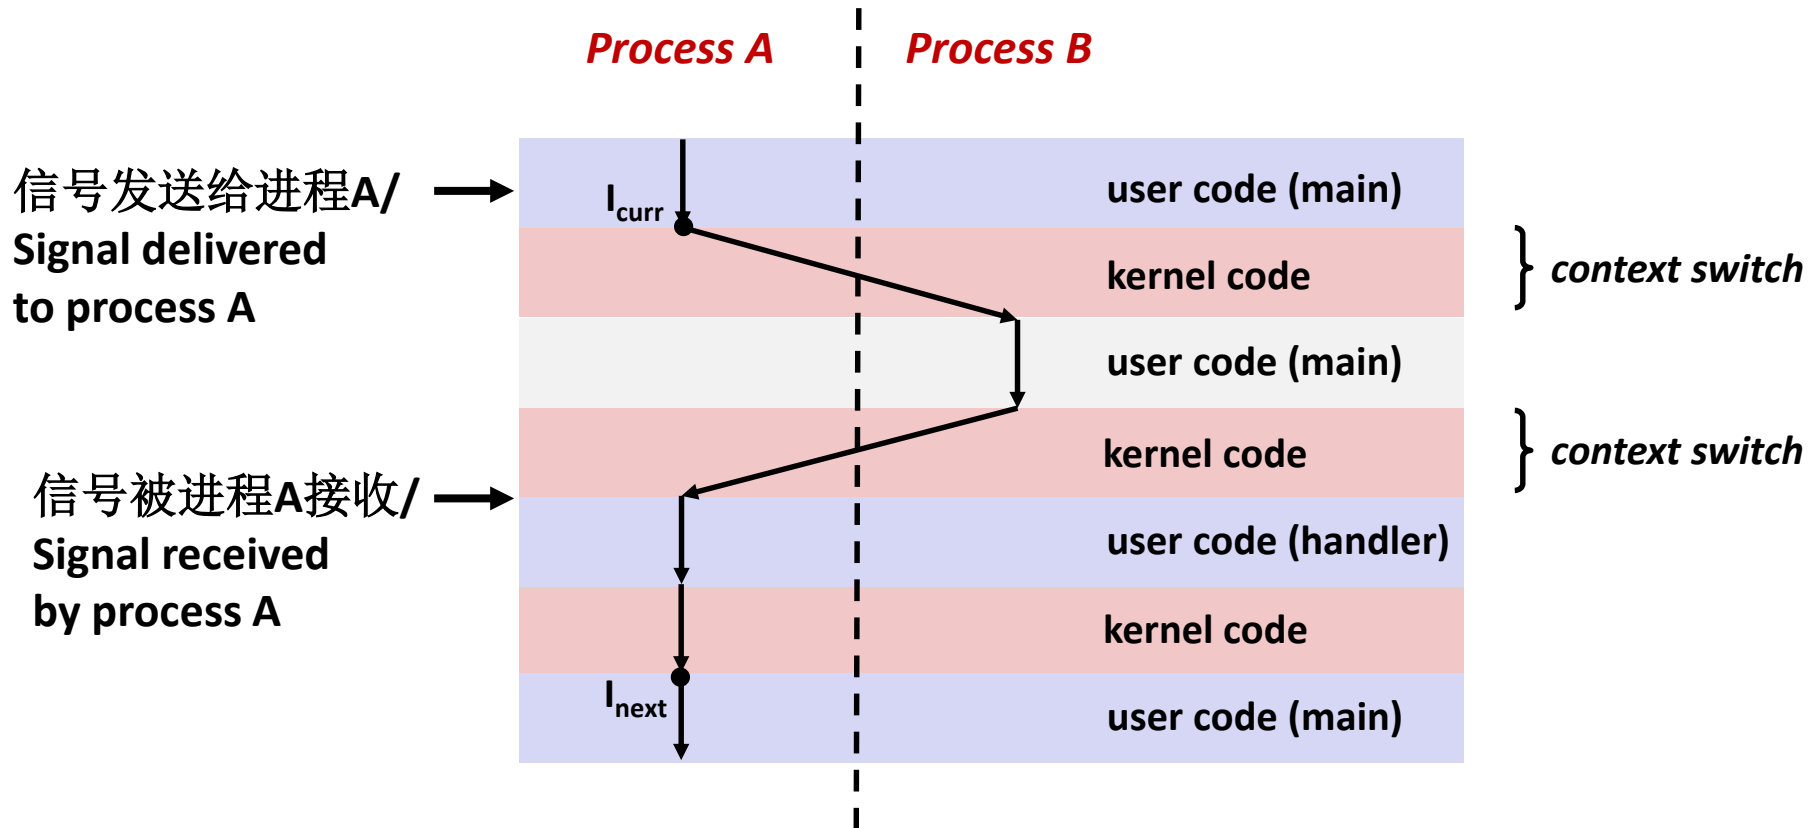 Process A
Process B
信号发送给进程A/
Signal delivered
to process A
I_curr
user code (main)
kernel code
context switch
user code (main)
kernel code
context switch
信号被进程A接收/
Signal received
by process A
user code (handler)
kernel code
I_next
user code (main)